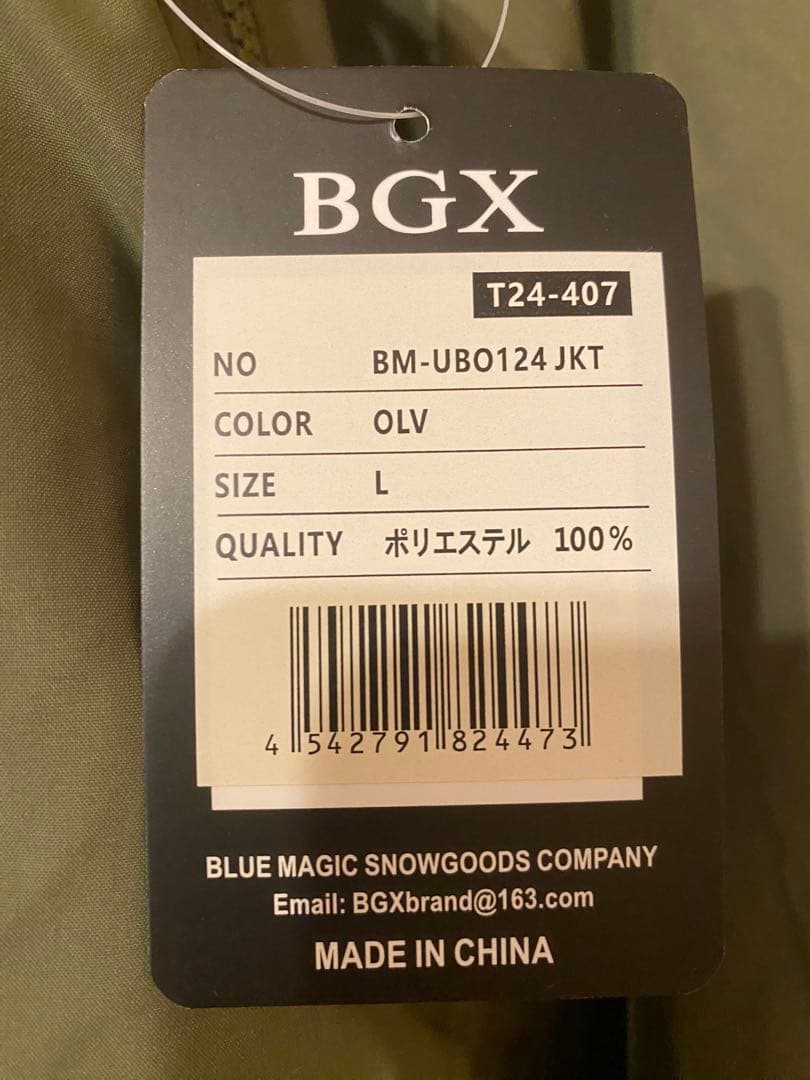 BGX
T24-407
NO BM-UBO124 JKT
COLOR OLV
SIZE L
QUALITY ポリエステル 100%
4 542791 824473
BLUE MAGIC SNOWGOODS COMPANY
Email: BGXbrand@163.com
MADE IN CHINA